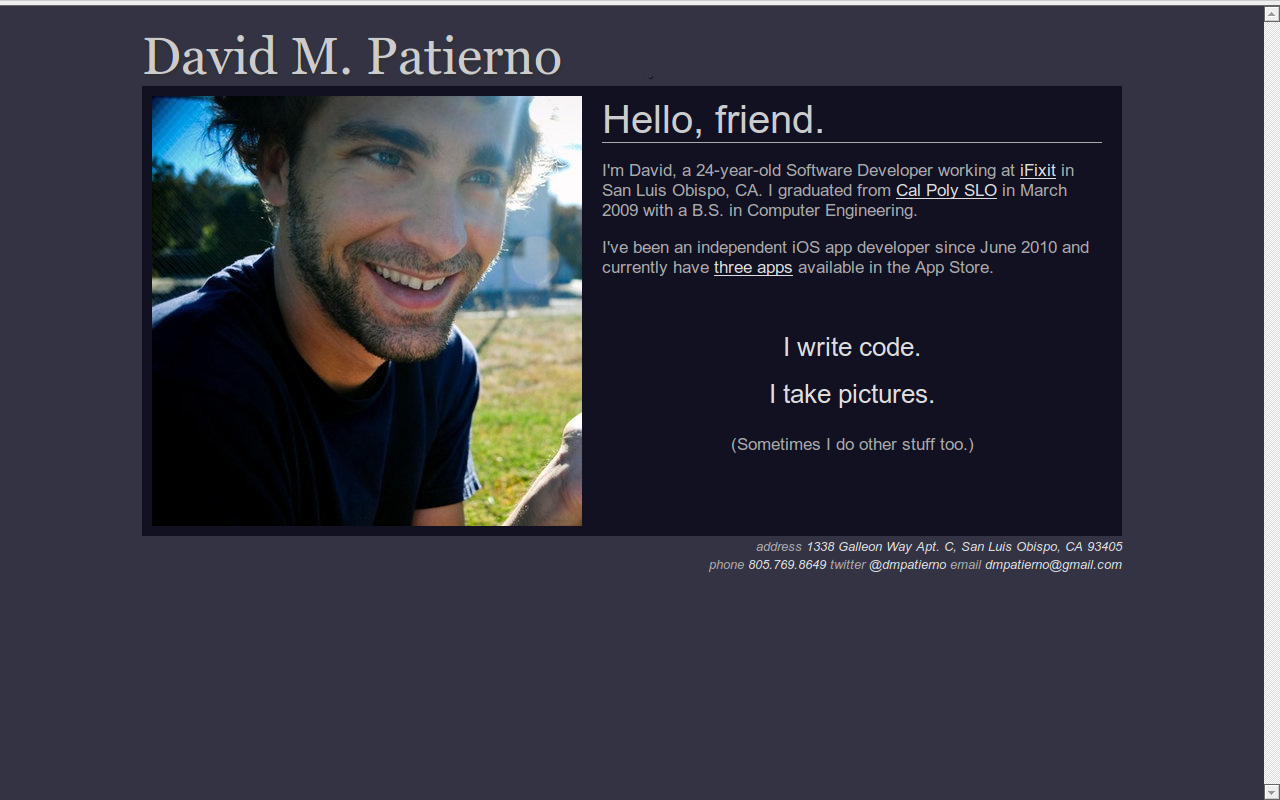 David M. Patierno
Hello, friend.
I'm David, a 24-year-old Software Developer working at iFixit in
San Luis Obispo, CA. I graduated from Cal Poly SLO in March
2009 with a B.S. in Computer Engineering.
I've been an independent iOS app developer since June 2010 and
currently have three apps available in the App Store.
I write code.
I take pictures.
(Sometimes I do other stuff too.)
address 1338 Galleon Way Apt. C, San Luis Obispo, CA 93405
phone 805.769.8649 twitter @dmpatierno email dmpatierno@gmail.com